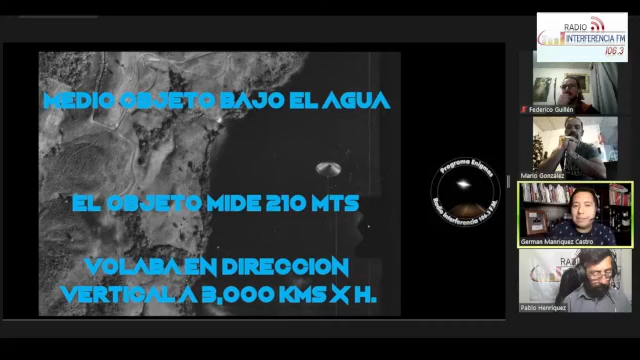 MEDIO OBJETO BAJO EL AGUA
EL OBJETO MIDE 210 MTS
VOLABA EN DIRECCION
VERTICAL A 3,000 KMS X H.
Programa Enigmas
Radio Interferencia 106.3 FM
RADIO
INTERFERENCIA FM
106.3
Federico Guillén
Mario González
German Manriquez Castro
Pablo Henriquez